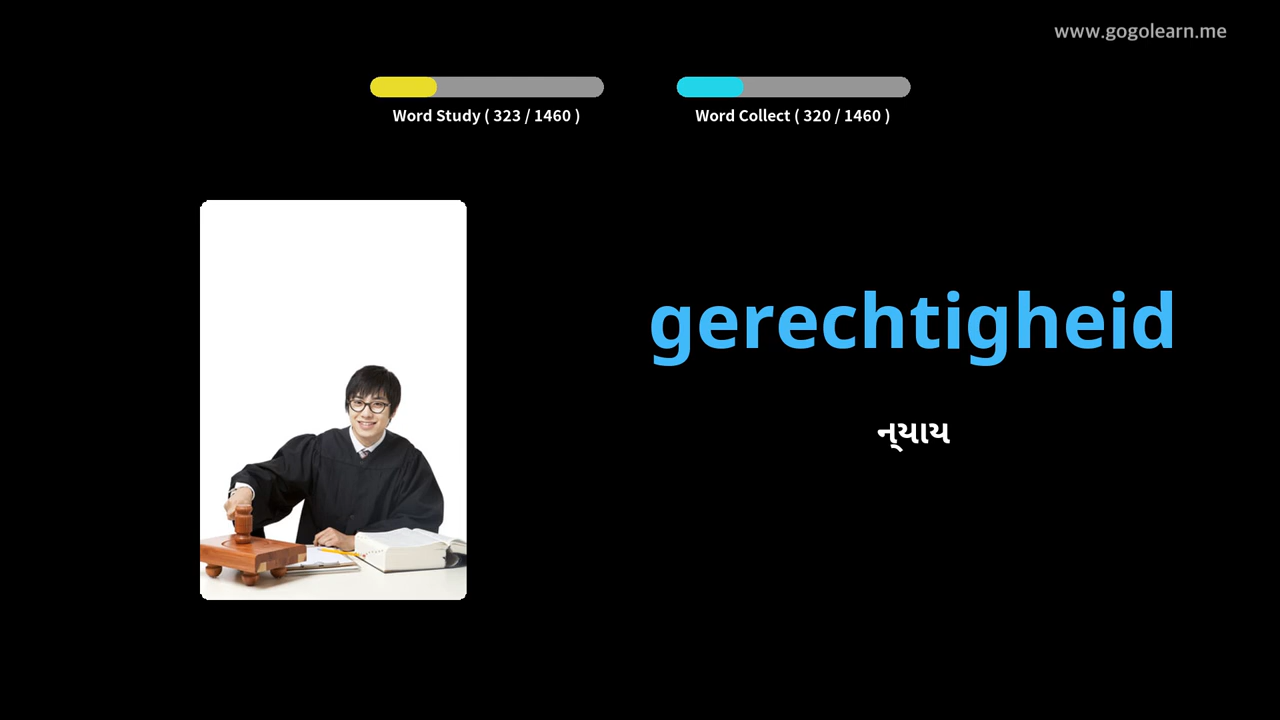 www.gogolearn.me
Word Study ( 323 / 1460 )
Word Collect ( 320 / 1460 )
gerechtigheid
ન્યાય